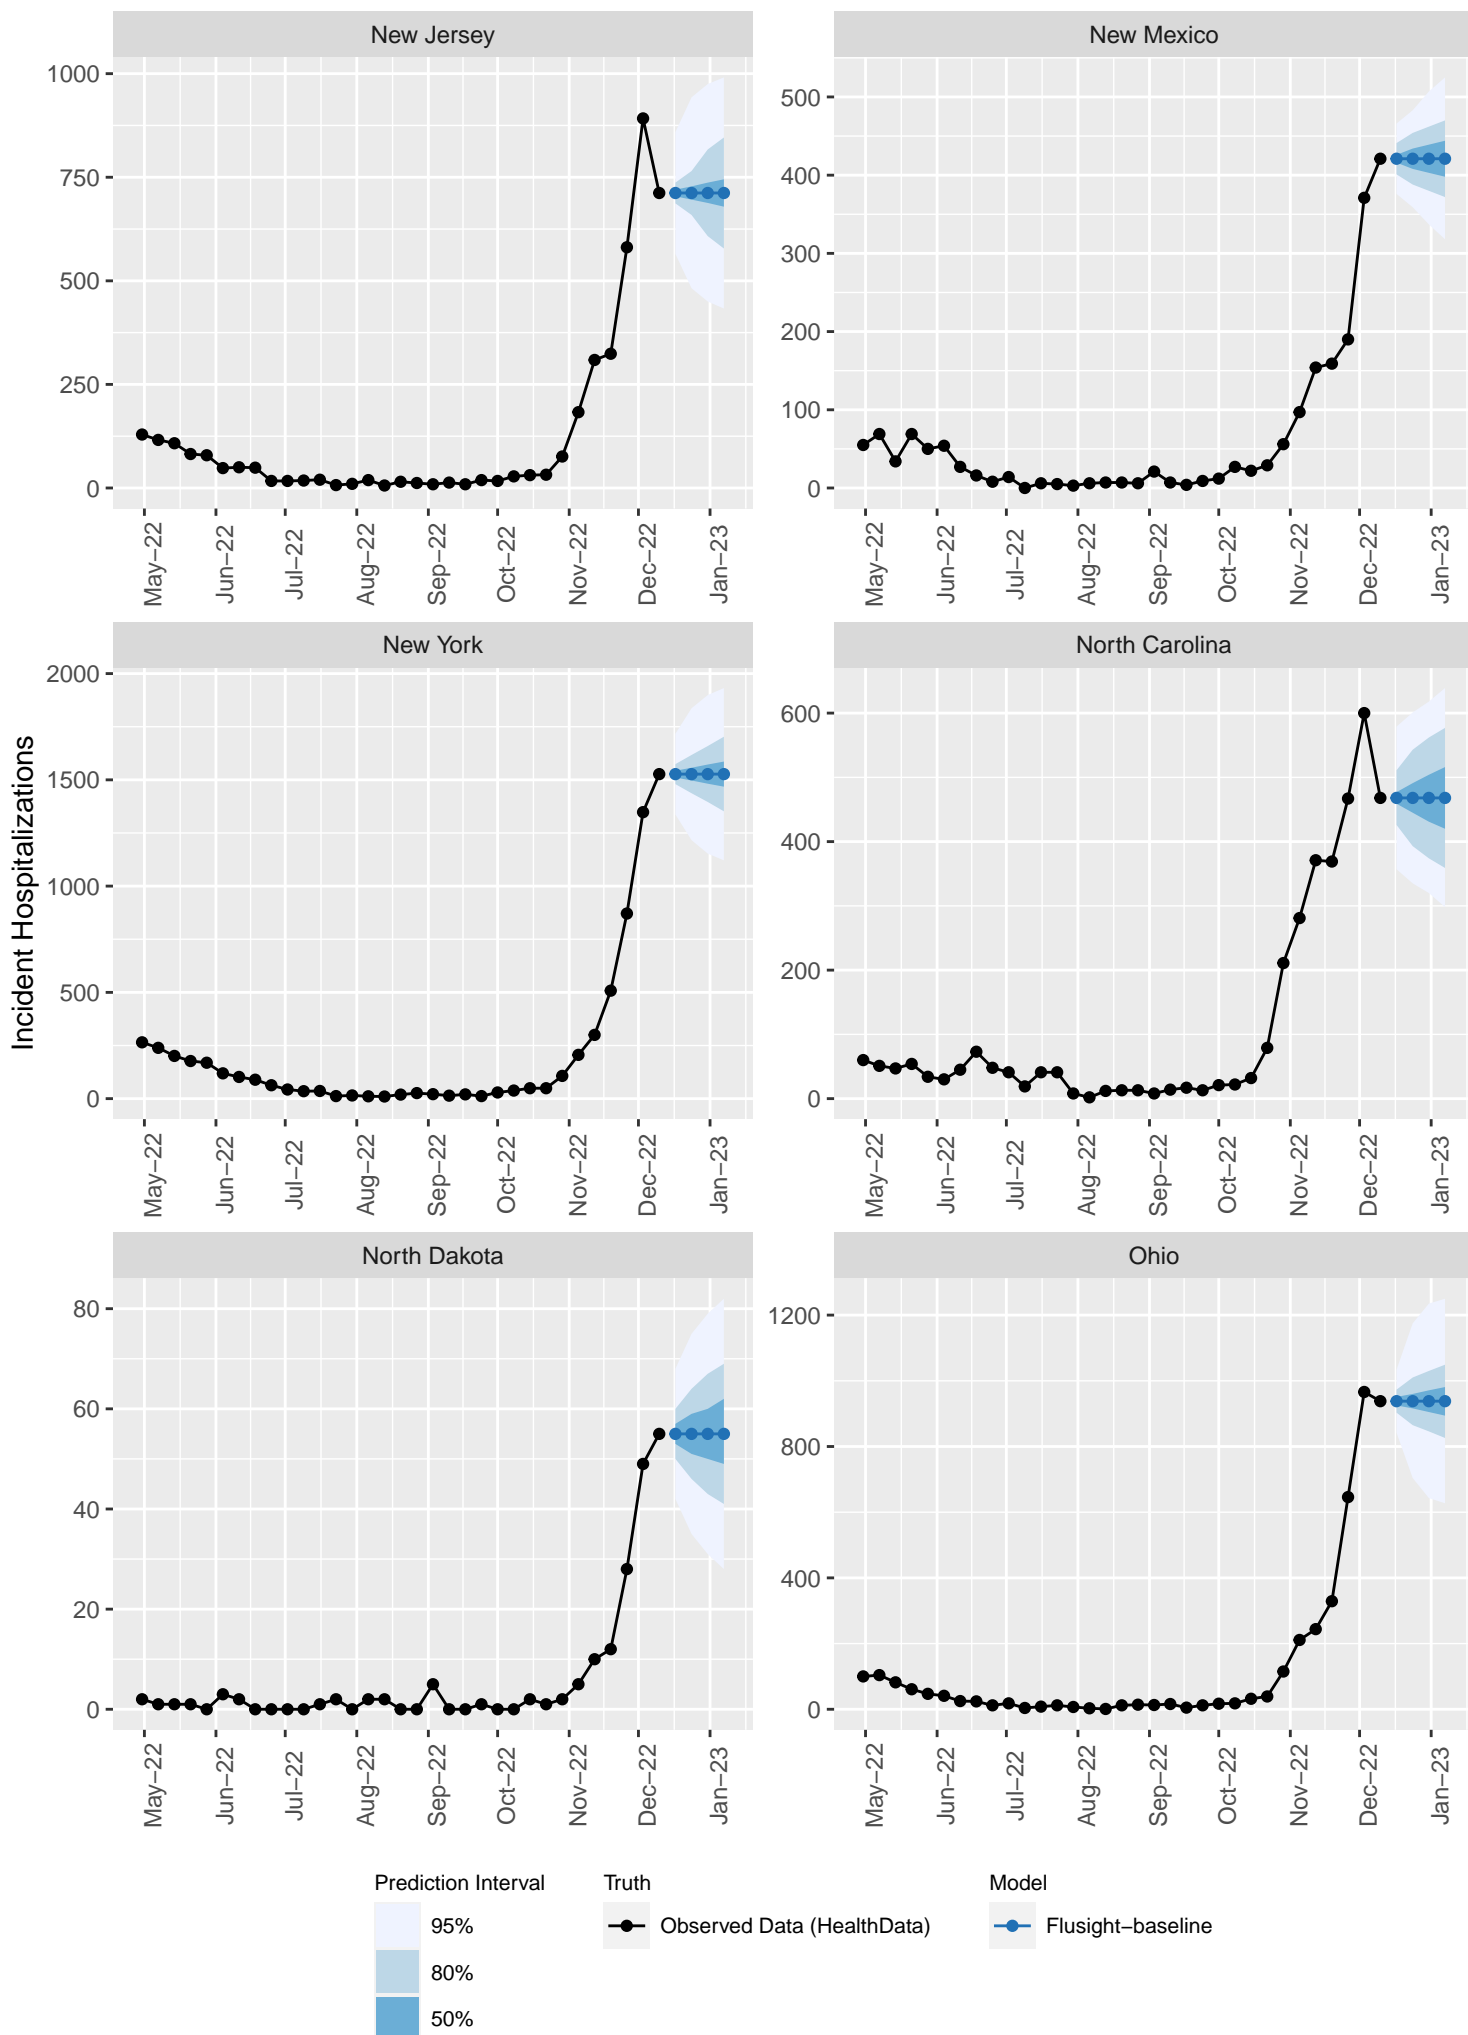 New Jersey
1000
750
500
250
0
May−22
Jun−22
Jul−22
Aug−22
Sep−22
Oct−22
Nov−22
Dec−22
Jan−23
New Mexico
500
400
300
200
100
0
May−22
Jun−22
Jul−22
Aug−22
Sep−22
Oct−22
Nov−22
Dec−22
Jan−23
Incident Hospitalizations
New York
2000
1500
1000
500
0
May−22
Jun−22
Jul−22
Aug−22
Sep−22
Oct−22
Nov−22
Dec−22
Jan−23
North Carolina
600
400
200
0
May−22
Jun−22
Jul−22
Aug−22
Sep−22
Oct−22
Nov−22
Dec−22
Jan−23
North Dakota
80
60
40
20
0
May−22
Jun−22
Jul−22
Aug−22
Sep−22
Oct−22
Nov−22
Dec−22
Jan−23
Ohio
1200
800
400
0
May−22
Jun−22
Jul−22
Aug−22
Sep−22
Oct−22
Nov−22
Dec−22
Jan−23
Prediction Interval
95%
80%
50%
Truth
Observed Data (HealthData)
Model
Flusight−baseline